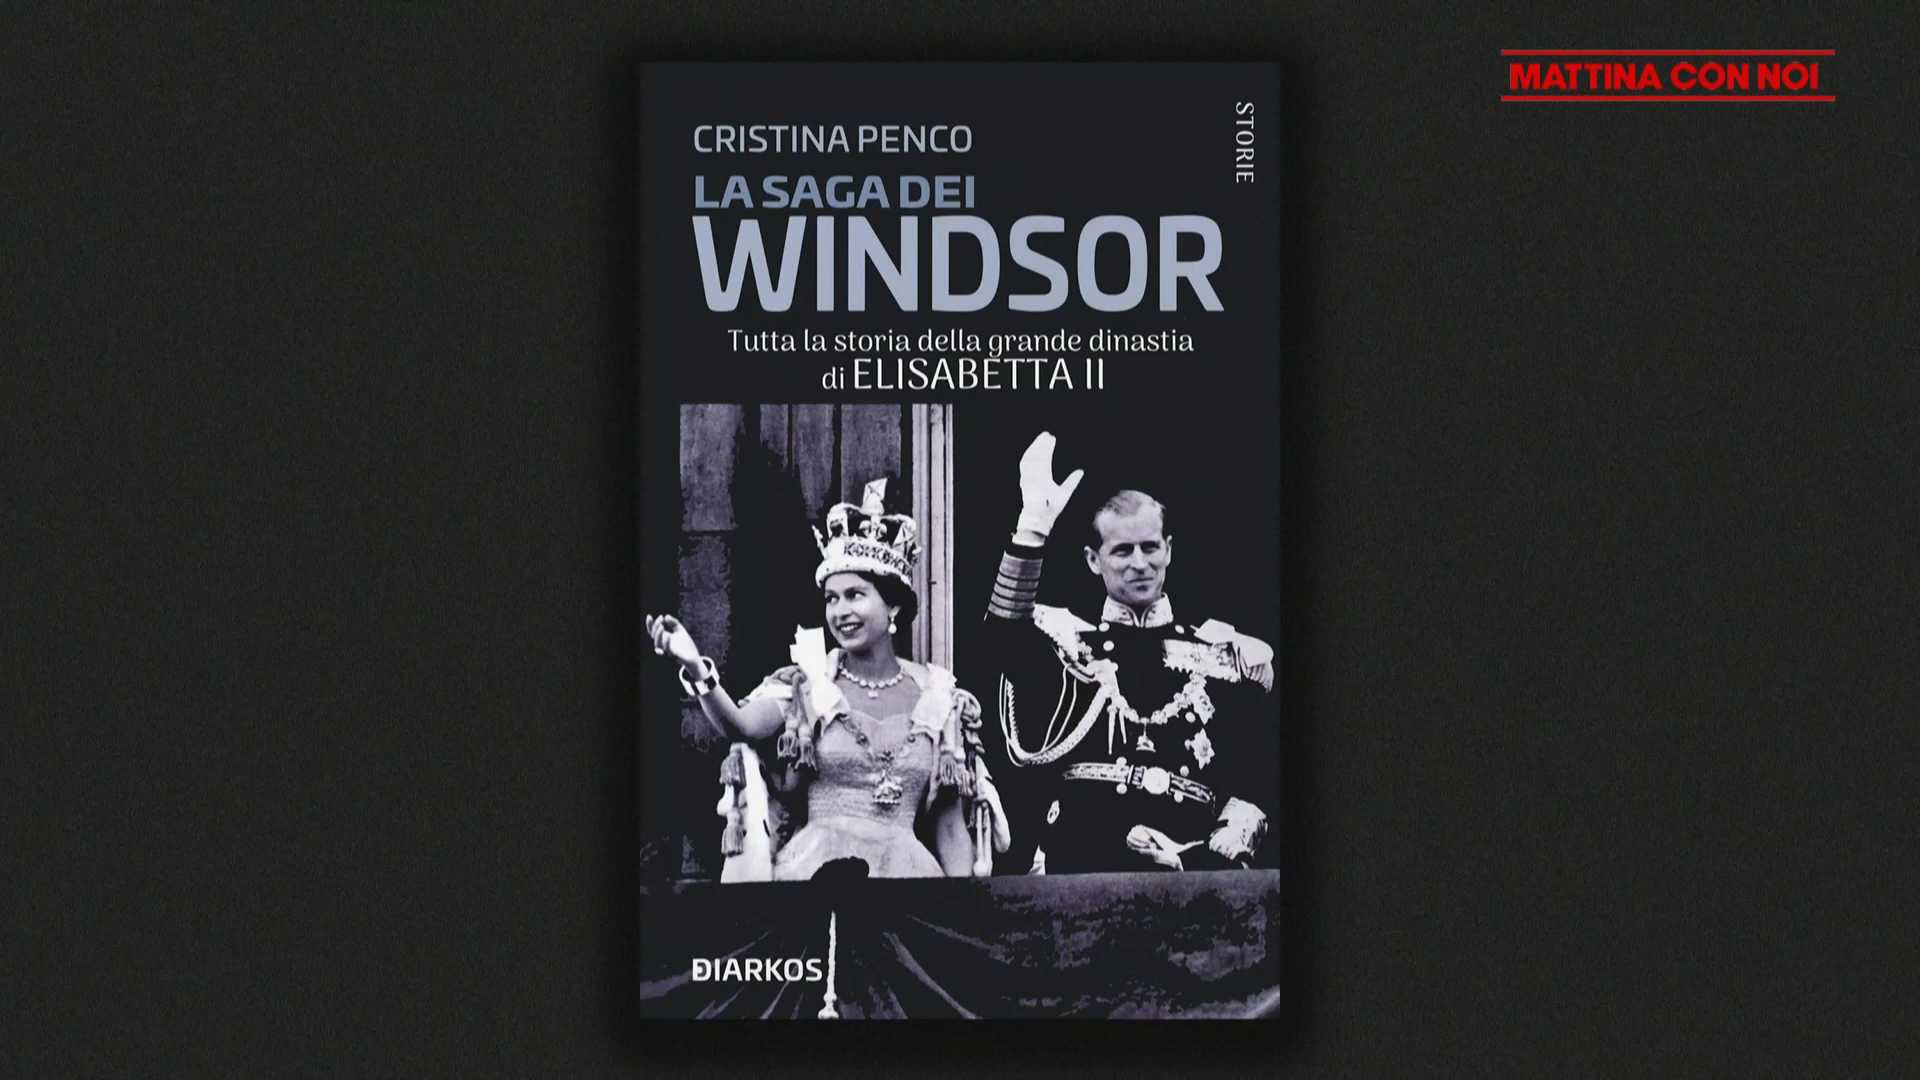 MATTINA CON NOI
STORIE
CRISTINA PENCO
LA SAGA DEI
WINDSOR
Tutta la storia della grande dinastia
di ELISABETTA II
DIARKOS